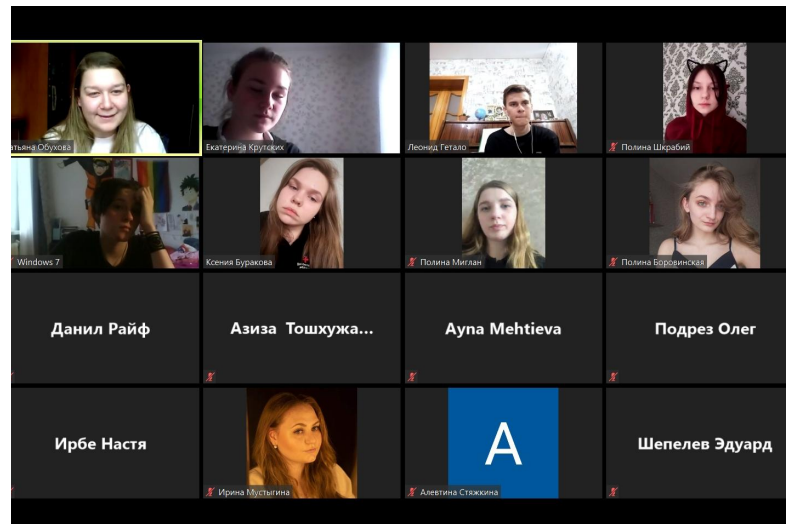 атьяна Обухова
Екатерина Крутских
Леонид Гетало
Полина Шкрабий
Windows 7
Ксения Буракова
Полина Миглан
Полина Боровинская
Данил Райф
Азиза Тошхужа...
Ayna Mehtieva
Подрез Олег
Ирбе Настя
Ирина Мустыгина
А
Алевтина Стяжкина
Шепелев Эдуард